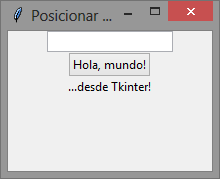 Posicionar ...
Hola, mundo!
...desde Tkinter!